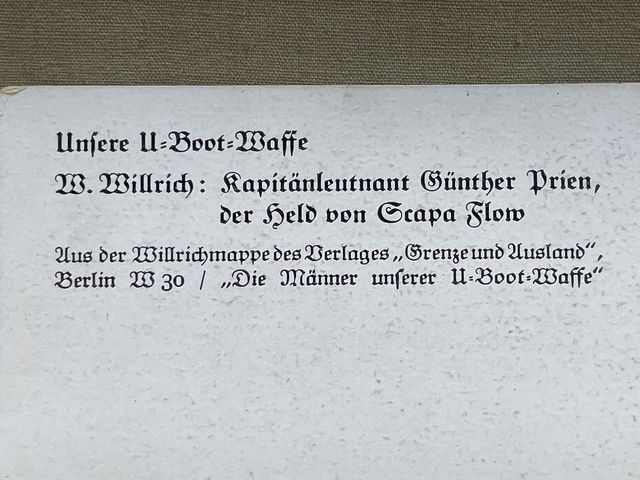 Unsere U-Boot-Waffe
W. Willrich: Kapitänleutnant Günther Prien,
der Held von Scapa Flow
Aus der Willrichmappe des Verlages „Grenze und Ausland“,
Berlin W 30 / „Die Männer unserer U-Boot-Waffe“